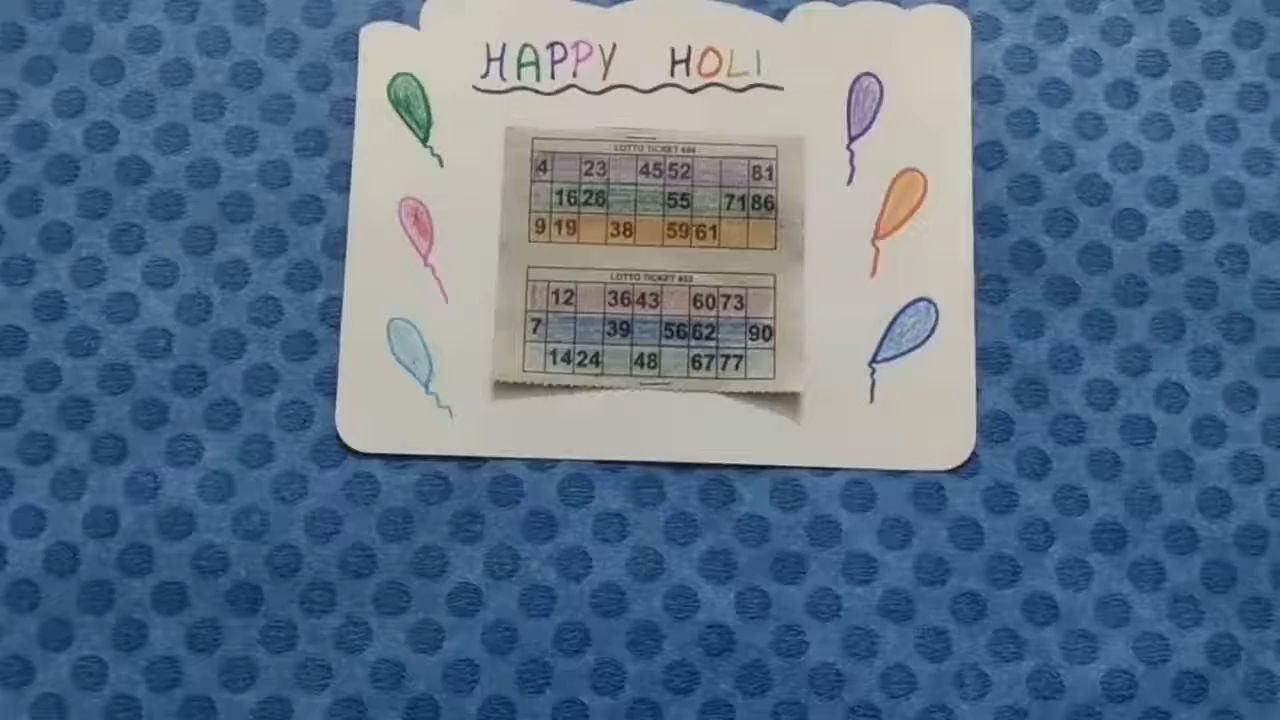 HAPPY HOLI
LOTTO TICKET
4 23 45 52 81
16 26 55 71 86
9 19 38 59 61
LOTTO TICKET
12 36 43 60 73
7 39 56 62 90
14 24 48 67 77